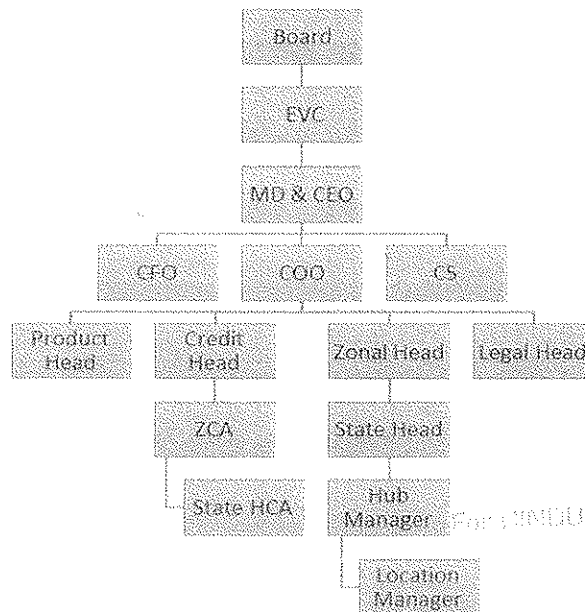 Board
EVC
MD & CEO
CFO
COO
CS
Product
Head
Credit
Head
Zonal Head
Legal Head
ZCA
State Head
State HCA
Hub
Manager
For
Location
Manager